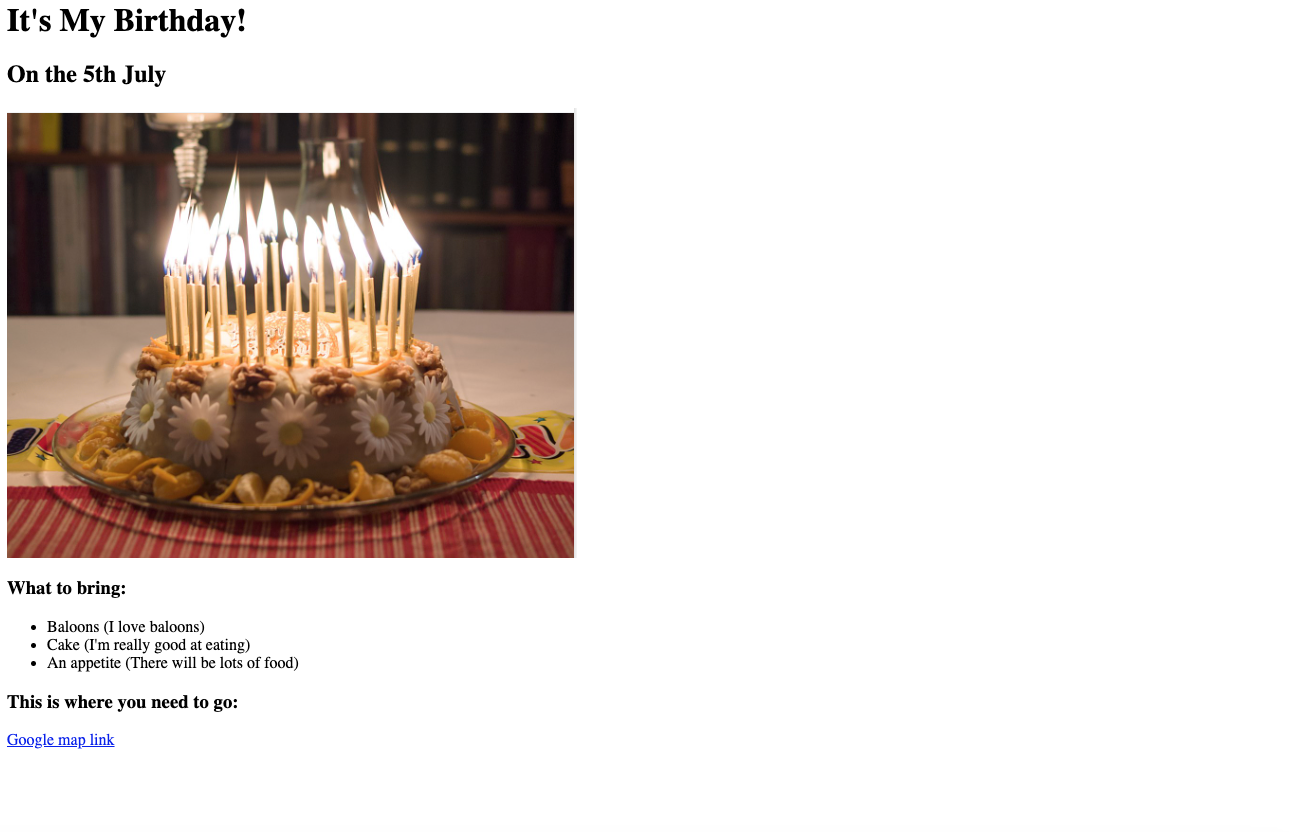 It's My Birthday!
On the 5th July
What to bring:
Baloons (I love baloons)
Cake (I'm really good at eating)
An appetite (There will be lots of food)
This is where you need to go:
Google map link